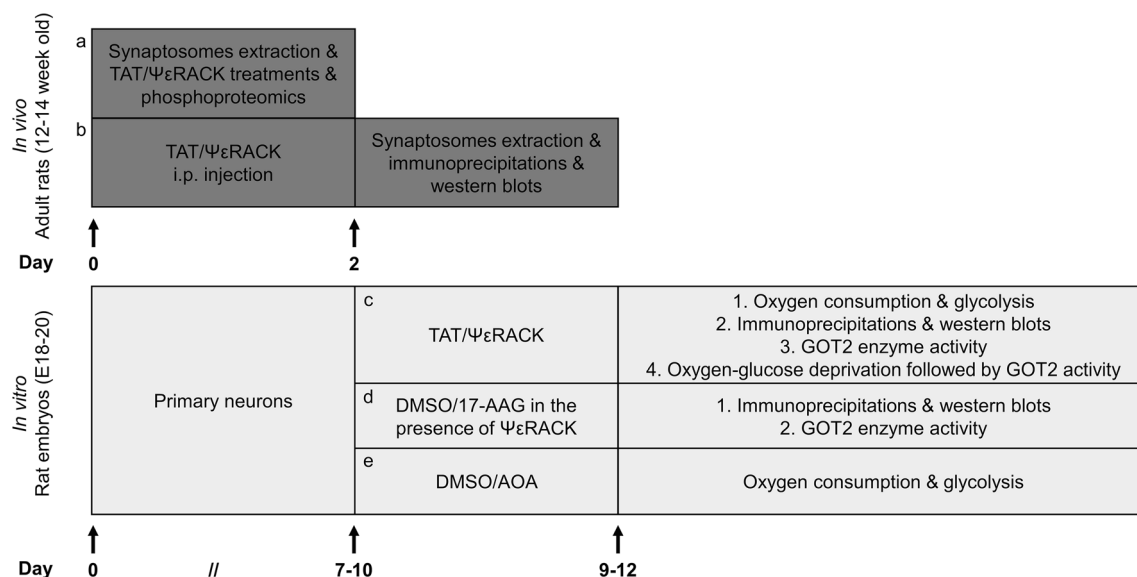 In vivo
Adult rats (12-14 week old)
a
Synaptosomes extraction &
TAT/ΨεRACK treatments &
phosphoproteomics
b
TAT/ΨεRACK
i.p. injection
Synaptosomes extraction &
immunoprecipitations &
western blots
Day
0
2
In vitro
Rat embryos (E18-20)
Primary neurons
c
TAT/ΨεRACK
1. Oxygen consumption & glycolysis
2. Immunoprecipitations & western blots
3. GOT2 enzyme activity
4. Oxygen-glucose deprivation followed by GOT2 activity
d
DMSO/17-AAG in the
presence of ΨεRACK
1. Immunoprecipitations & western blots
2. GOT2 enzyme activity
e
DMSO/AOA
Oxygen consumption & glycolysis
Day
0
//
7-10
9-12